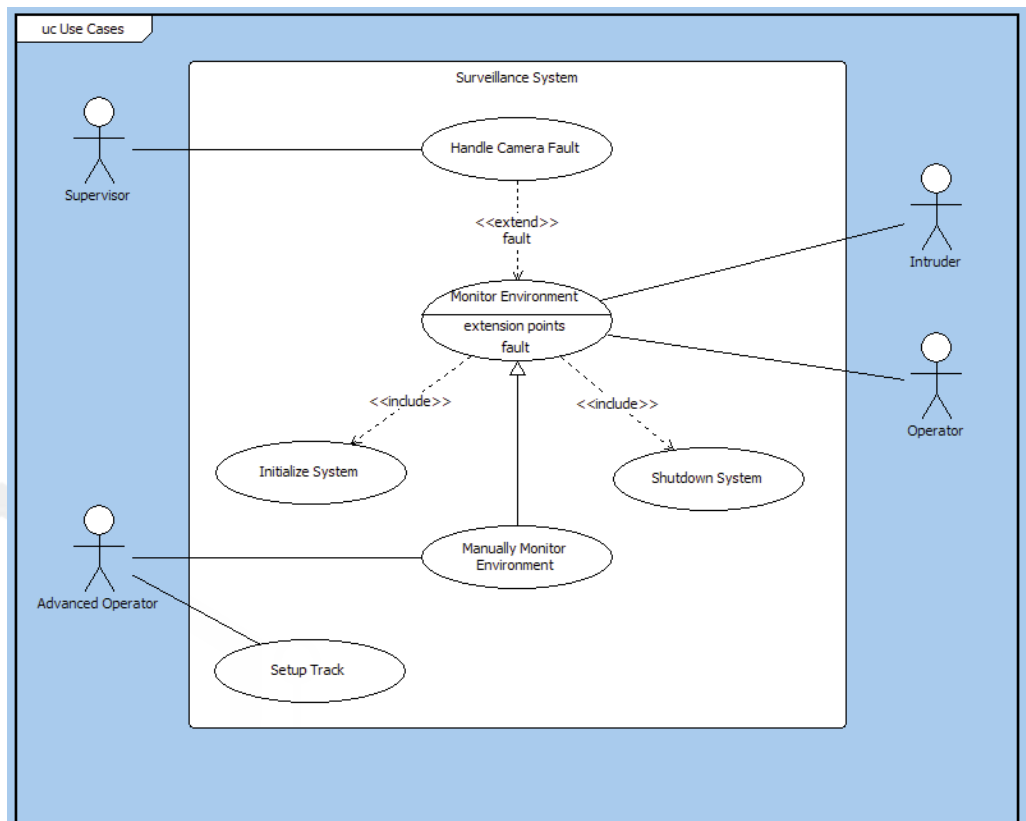 uc Use Cases
Surveillance System
Handle Camera Fault
Supervisor
<<extend>>
fault
Intruder
Monitor Environment
extension points
fault
<<include>>
<<include>>
Operator
Initialize System
Shutdown System
Manually Monitor
Environment
Advanced Operator
Setup Track